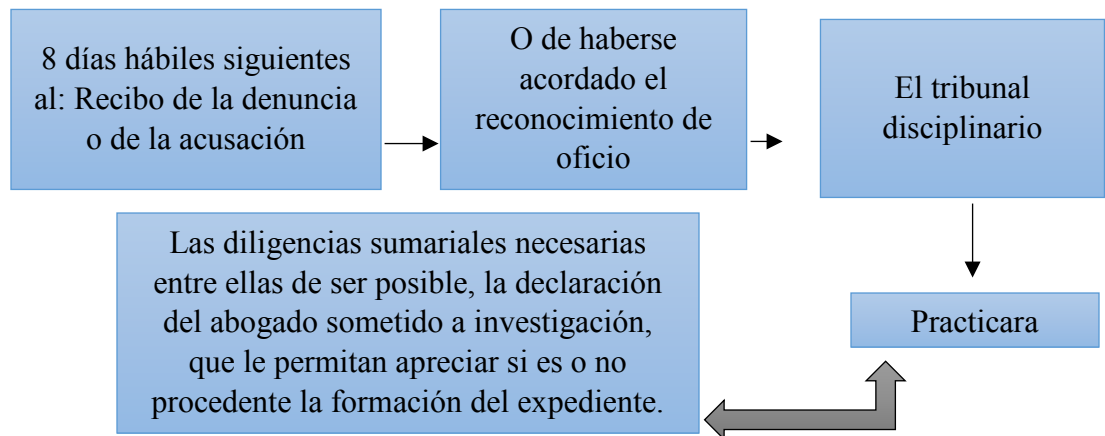 8 días hábiles siguientes
al: Recibo de la denuncia
o de la acusación
O de haberse
acordado el
reconocimiento de
oficio
El tribunal
disciplinario
Practicara
Las diligencias sumariales necesarias
entre ellas de ser posible, la declaración
del abogado sometido a investigación,
que le permitan apreciar si es o no
procedente la formación del expediente.